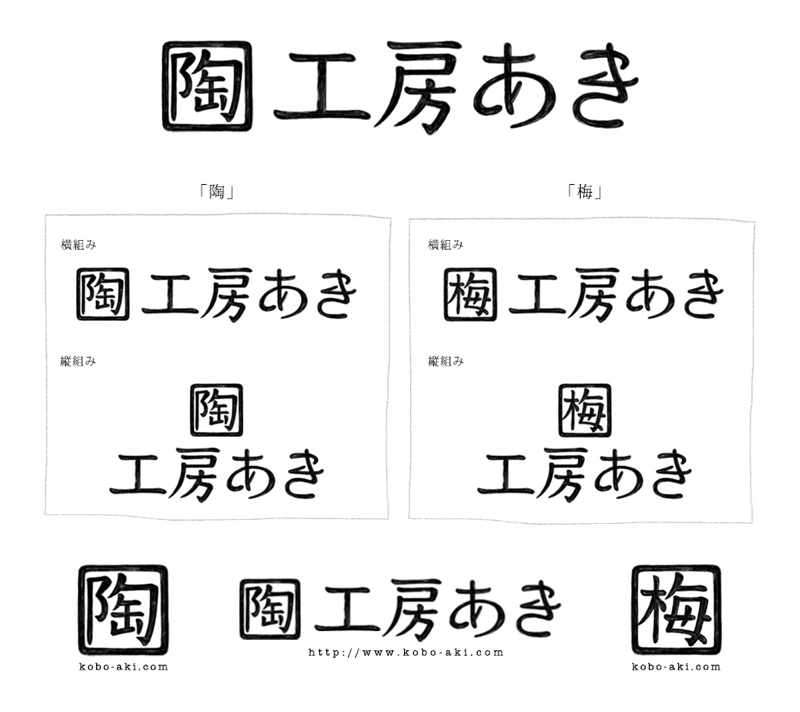 陶 工房あき
「陶」
横組み
陶 工房あき
縦組み
陶
工房あき
「梅」
横組み
梅 工房あき
縦組み
梅
工房あき
陶
kobo-aki.com
陶 工房あき
http://www.kobo-aki.com
梅
kobo-aki.com